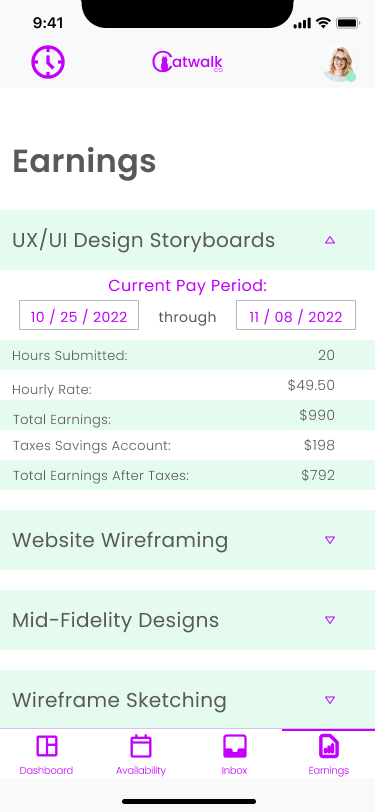 9:41
Catwalk
CO
Earnings
UX/UI Design Storyboards
Current Pay Period:
10 / 25 / 2022 through 11 / 08 / 2022
Hours Submitted: 20
Hourly Rate: $49.50
Total Earnings: $990
Taxes Savings Account: $198
Total Earnings After Taxes: $792
Website Wireframing
Mid-Fidelity Designs
Wireframe Sketching
Dashboard Availability Inbox Earnings